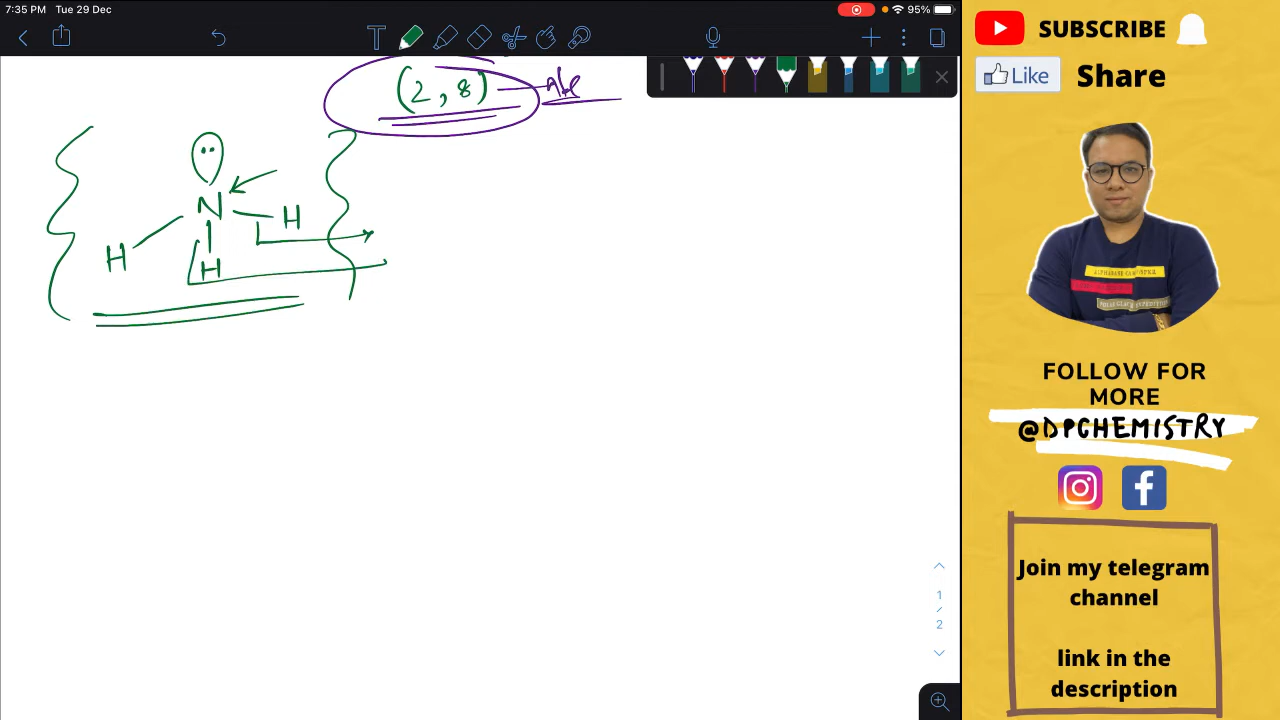 7:35 PM Tue 29 Dec
95%
T
(2, 8)
N
H
H
H
1
/
2
SUBSCRIBE
Like
Share
FOLLOW FOR
MORE
@DPCHEMISTRY
Join my telegram
channel
link in the
description